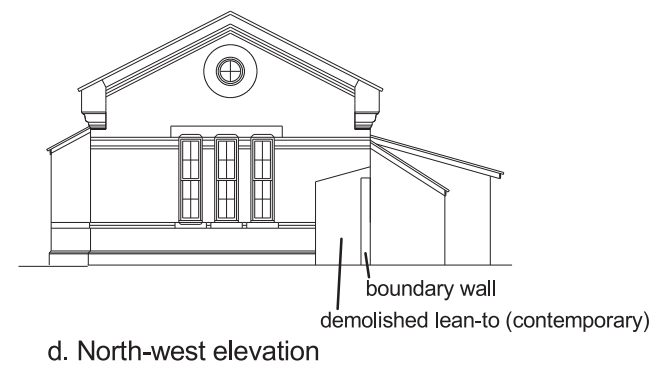 boundary wall
demolished lean-to (contemporary)
d. North-west elevation